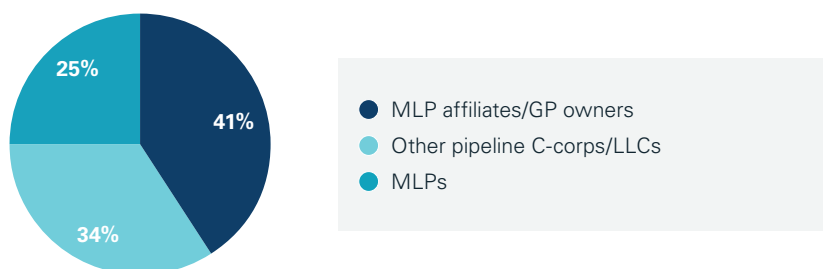 25%
41%
34%
MLP affiliates/GP owners
Other pipeline C-corps/LLCs
MLPs